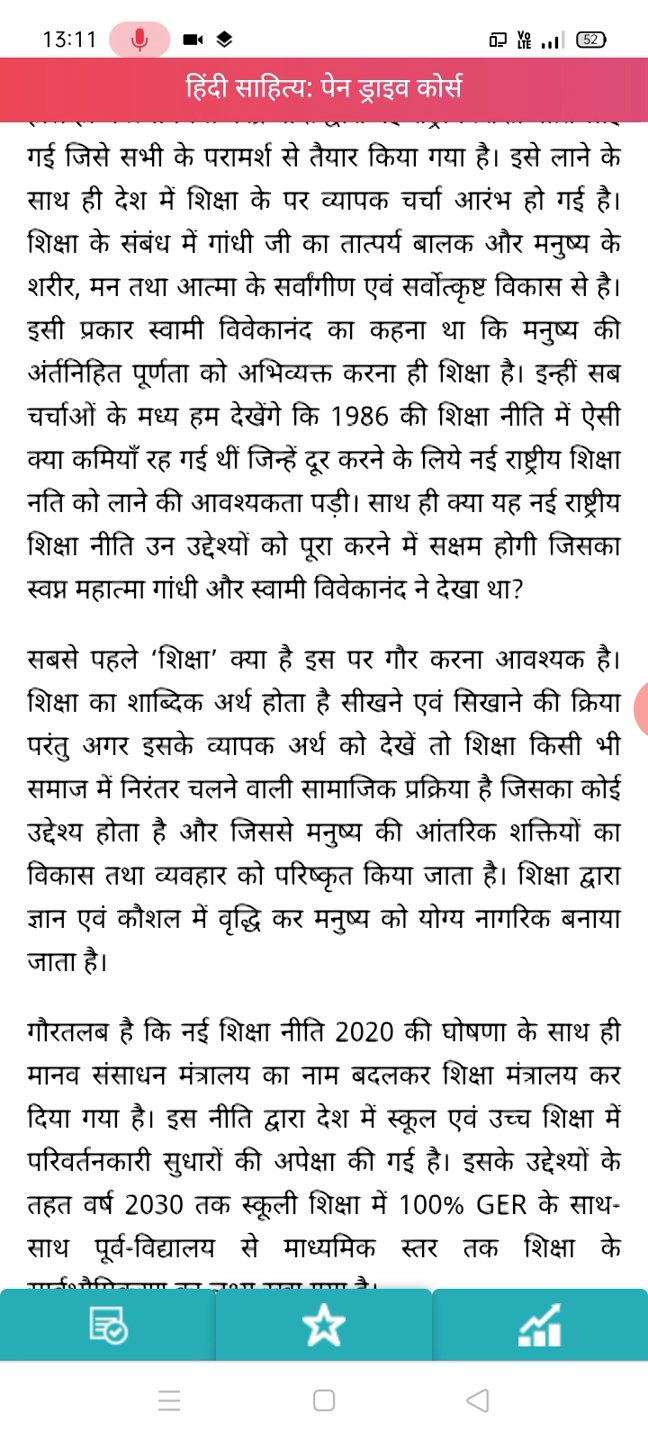 13:11
Vo
LTE
52
हिंदी साहित्य: पेन ड्राइव कोर्स
गई जिसे सभी के परामर्श से तैयार किया गया है। इसे लाने के
साथ ही देश में शिक्षा के पर व्यापक चर्चा आरंभ हो गई है।
शिक्षा के संबंध में गांधी जी का तात्पर्य बालक और मनुष्य के
शरीर, मन तथा आत्मा के सर्वांगीण एवं सर्वोत्कृष्ट विकास से है।
इसी प्रकार स्वामी विवेकानंद का कहना था कि मनुष्य की
अंर्तनिहित पूर्णता को अभिव्यक्त करना ही शिक्षा है। इन्हीं सब
चर्चाओं के मध्य हम देखेंगे कि 1986 की शिक्षा नीति में ऐसी
क्या कमियाँ रह गई थीं जिन्हें दूर करने के लिये नई राष्ट्रीय शिक्षा
नति को लाने की आवश्यकता पड़ी। साथ ही क्या यह नई राष्ट्रीय
शिक्षा नीति उन उद्देश्यों को पूरा करने में सक्षम होगी जिसका
स्वप्न महात्मा गांधी और स्वामी विवेकानंद ने देखा था?
सबसे पहले ‘शिक्षा’ क्या है इस पर गौर करना आवश्यक है।
शिक्षा का शाब्दिक अर्थ होता है सीखने एवं सिखाने की क्रिया
परंतु अगर इसके व्यापक अर्थ को देखें तो शिक्षा किसी भी
समाज में निरंतर चलने वाली सामाजिक प्रक्रिया है जिसका कोई
उद्देश्य होता है और जिससे मनुष्य की आंतरिक शक्तियों का
विकास तथा व्यवहार को परिष्कृत किया जाता है। शिक्षा द्वारा
ज्ञान एवं कौशल में वृद्धि कर मनुष्य को योग्य नागरिक बनाया
जाता है।
गौरतलब है कि नई शिक्षा नीति 2020 की घोषणा के साथ ही
मानव संसाधन मंत्रालय का नाम बदलकर शिक्षा मंत्रालय कर
दिया गया है। इस नीति द्वारा देश में स्कूल एवं उच्च शिक्षा में
परिवर्तनकारी सुधारों की अपेक्षा की गई है। इसके उद्देश्यों के
तहत वर्ष 2030 तक स्कूली शिक्षा में 100% GER के साथ-
साथ पूर्व-विद्यालय से माध्यमिक स्तर तक शिक्षा के